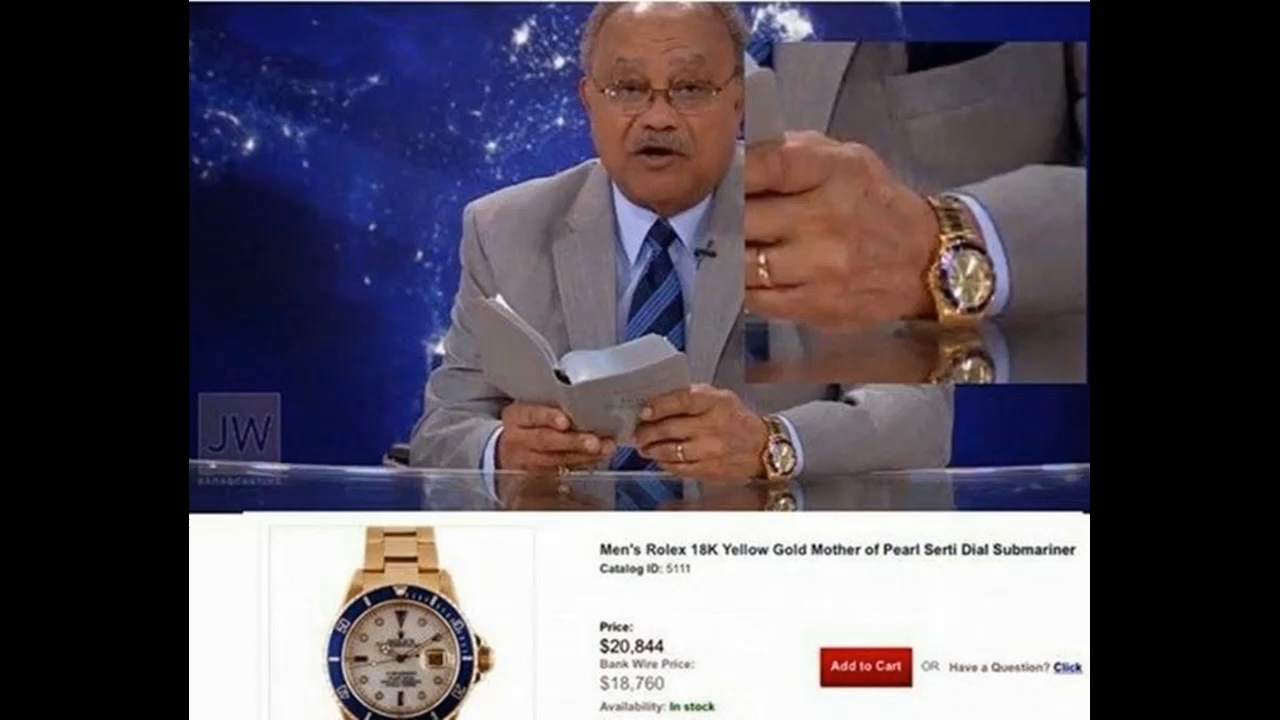 JW
BROADCASTING
Men's Rolex 18K Yellow Gold Mother of Pearl Serti Dial Submariner
Catalog ID: 5111
Price:
$20,844
Bank Wire Price:
$18,760
Add to Cart OR Have a Question? Click
Availability: In stock